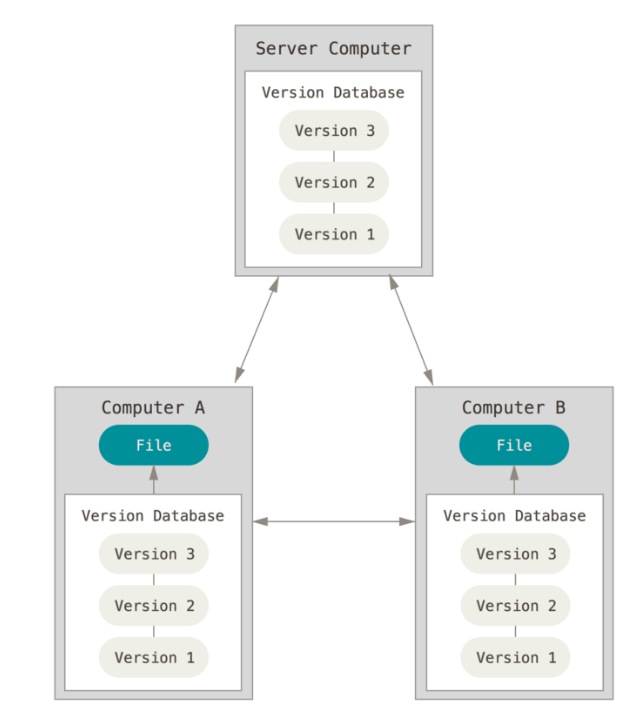 Server Computer
Version Database
Version 3
Version 2
Version 1
Computer A
File
Version Database
Version 3
Version 2
Version 1
Computer B
File
Version Database
Version 3
Version 2
Version 1